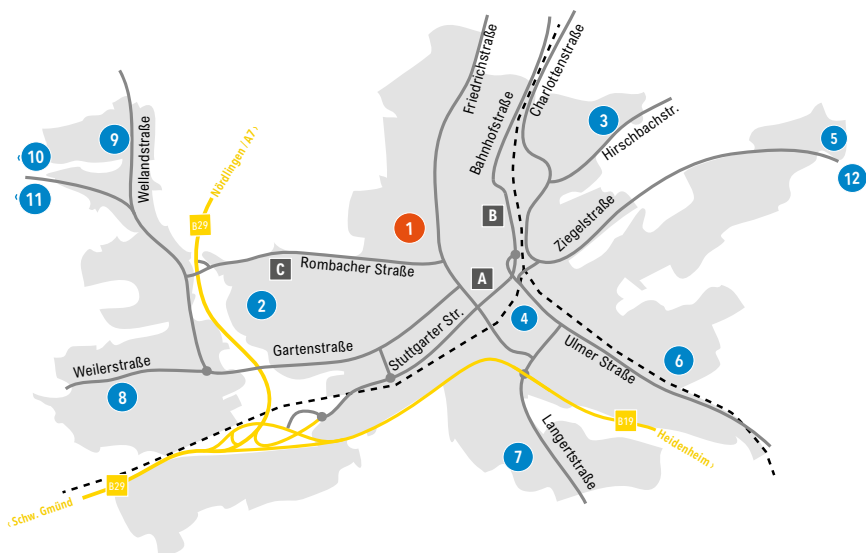 Friedrichstraße
Bahnhofstraße
Charlottenstraße
3
Hirschbachstr.
5
9
Wellandstraße
10
12
11
Nördlingen /A7›
B29
1
B
Ziegelstraße
C
Rombacher Straße
A
2
4
Stuttgarter Str.
Gartenstraße
Ulmer Straße
6
Weilerstraße
8
B19
Heidenheim›
7
Langertstraße
B29
‹Schw. Gmünd